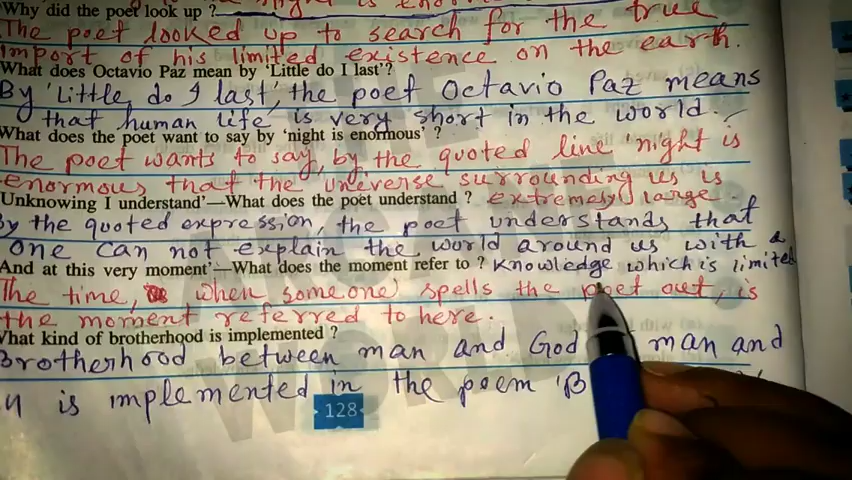 Why did the poet look up ?
The poet looked up to search for the true
import of his limited existence on the earth.
What does Octavio Paz mean by 'Little do I last'?
By 'Little do I last', the poet Octavio Paz means
that human life is very short in the world.
What does the poet want to say by 'night is enormous' ?
The poet wants to say, by the quoted line 'night is
enormous that the universe surrounding us is
Unknowing I understand'—What does the poet understand ? extremely large.
By the quoted expression, the poet understands that
one can not explain the world around us with a
And at this very moment'—What does the moment refer to ? Knowledge which is limited
The time, when someone spells the poet out, is
the moment referred to here.
What kind of brotherhood is implemented ?
Brotherhood between man and God man and
is implemented in the poem 'B
128